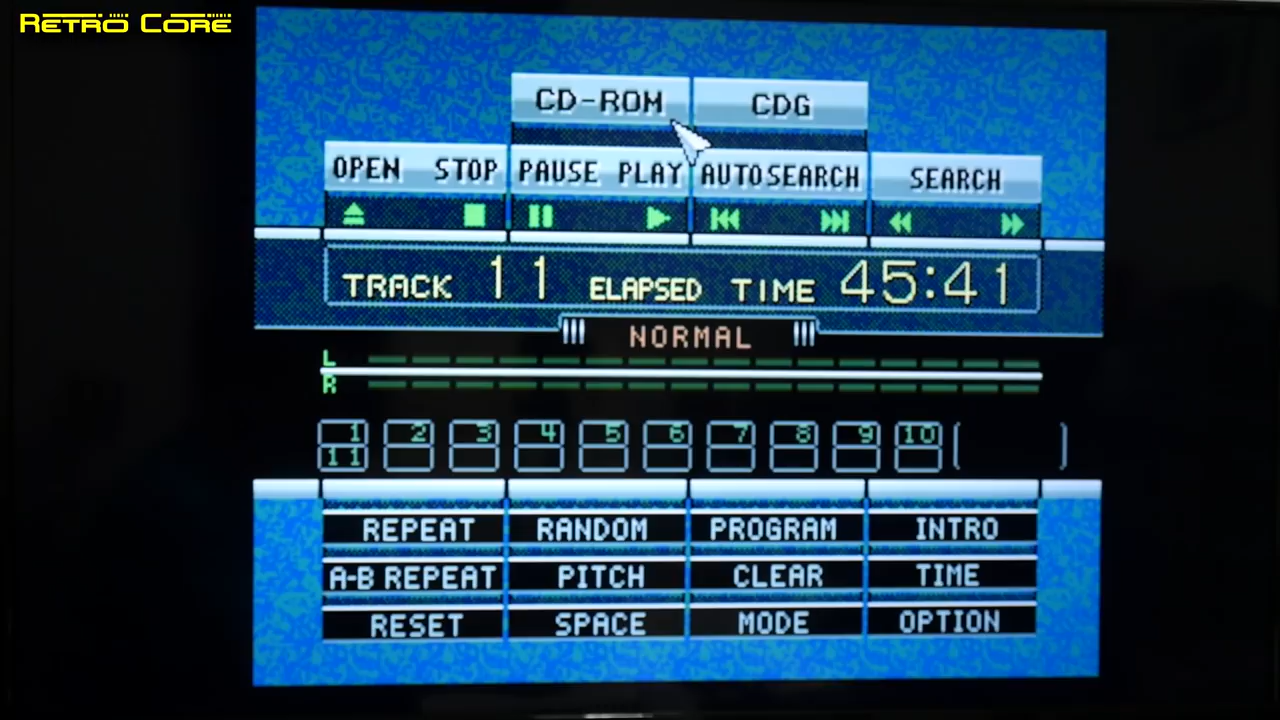 RETRO CORE
CD-ROM CDG
OPEN STOP PAUSE PLAY AUTOSEARCH SEARCH
TRACK 11 ELAPSED TIME 45:41
NORMAL
L
R
1 2 3 4 5 6 7 8 9 10
11
REPEAT RANDOM PROGRAM INTRO
A-B REPEAT PITCH CLEAR TIME
RESET SPACE MODE OPTION